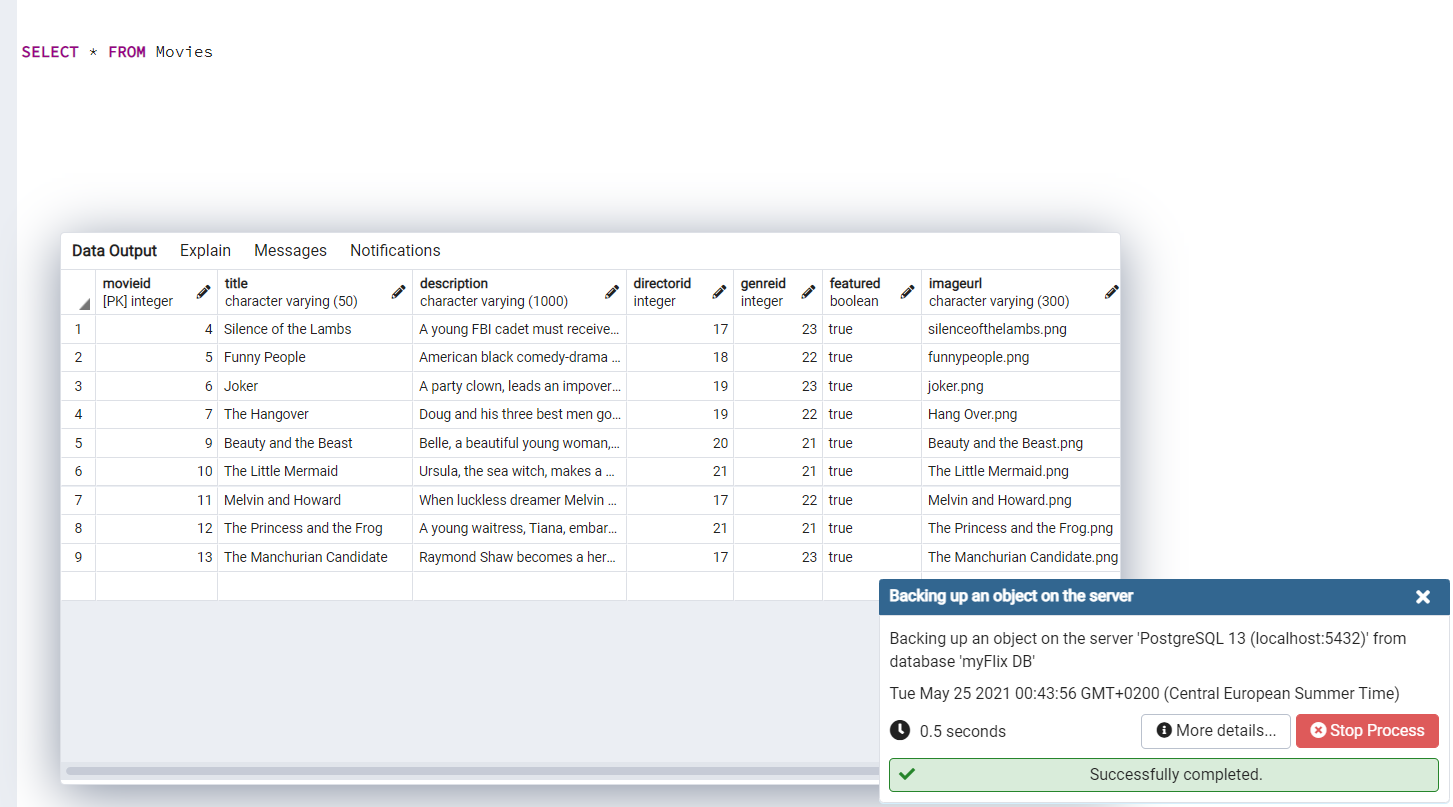 SELECT * FROM Movies
Data Output Explain Messages Notifications
movieid title description directorid genreid featured imageurl
[PK] integer character varying (50) character varying (1000) integer integer boolean character varying (300)
1 4 Silence of the Lambs A young FBI cadet must receive... 17 23 true silenceofthelambs.png
2 5 Funny People American black comedy-drama ... 18 22 true funnypeople.png
3 6 Joker A party clown, leads an impover... 19 23 true joker.png
4 7 The Hangover Doug and his three best men go... 19 22 true Hang Over.png
5 9 Beauty and the Beast Belle, a beautiful young woman,... 20 21 true Beauty and the Beast.png
6 10 The Little Mermaid Ursula, the sea witch, makes a ... 21 21 true The Little Mermaid.png
7 11 Melvin and Howard When luckless dreamer Melvin ... 17 22 true Melvin and Howard.png
8 12 The Princess and the Frog A young waitress, Tiana, embar... 21 21 true The Princess and the Frog.png
9 13 The Manchurian Candidate Raymond Shaw becomes a her... 17 23 true The Manchurian Candidate.png
Backing up an object on the server
Backing up an object on the server 'PostgreSQL 13 (localhost:5432)' from
database 'myFlix DB'
Tue May 25 2021 00:43:56 GMT+0200 (Central European Summer Time)
0.5 seconds More details... Stop Process
Successfully completed.